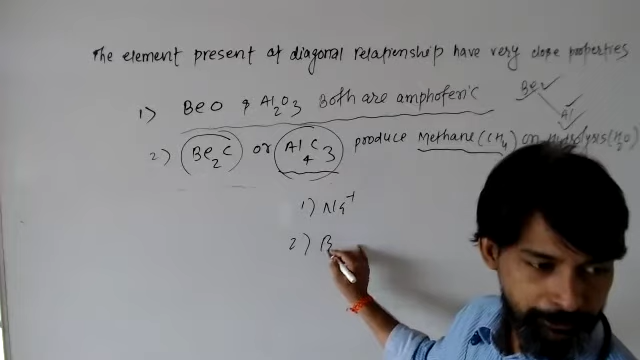 The element present at diagonal relationship have very close properties
1) BeO & Al2O3 Both are amphoteric
Be
Al
2) Be2C or Al4C3 produce Methane (CH4) on Hydrolysis (H2O)
1) Na+
2) B